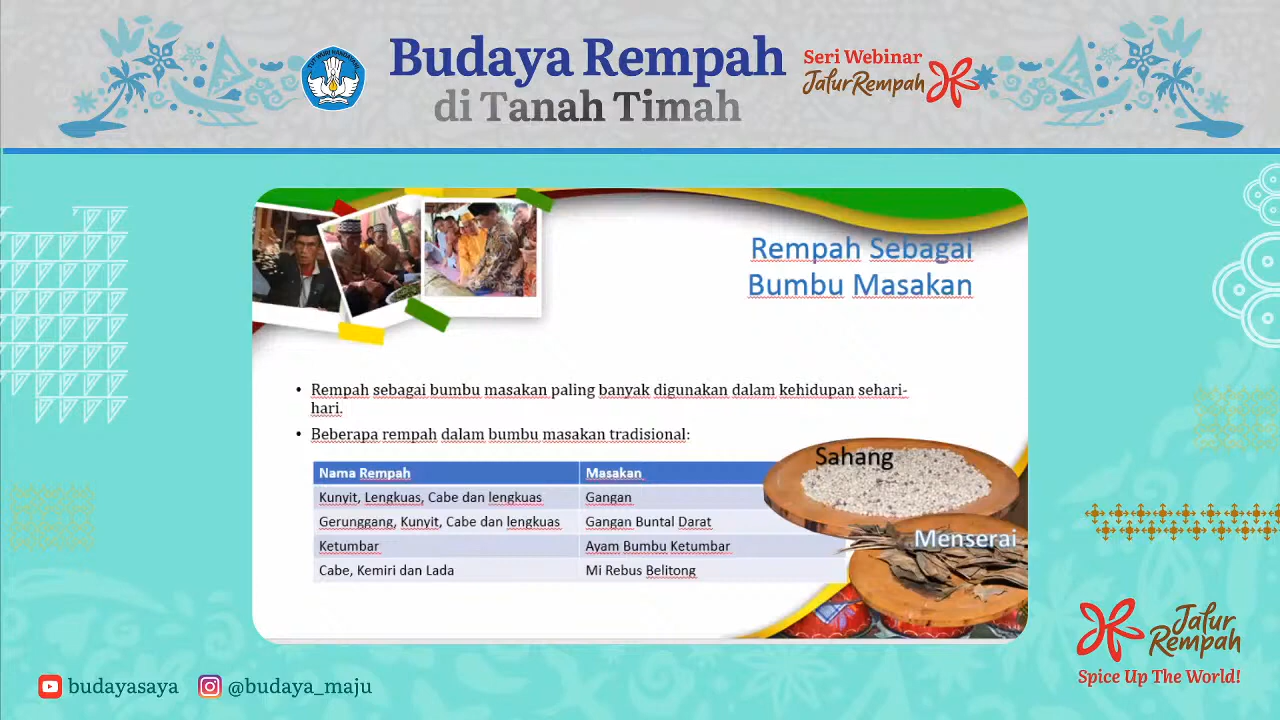 Budaya Rempah
di Tanah Timah
Seri Webinar
Jalur Rempah
Rempah Sebagai
Bumbu Masakan
• Rempah sebagai bumbu masakan paling banyak digunakan dalam kehidupan sehari-
hari.
• Beberapa rempah dalam bumbu masakan tradisional:
Nama Rempah Masakan
Kunyit, Lengkuas, Cabe dan lengkuas Gangan
Gerunggang, Kunyit, Cabe dan lengkuas Gangan Buntal Darat
Ketumbar Ayam Bumbu Ketumbar
Cabe, Kemiri dan Lada Mi Rebus Belitong
Sahang
Menserai
Jalur
Rempah
Spice Up The World!
budayasaya @budaya_maju